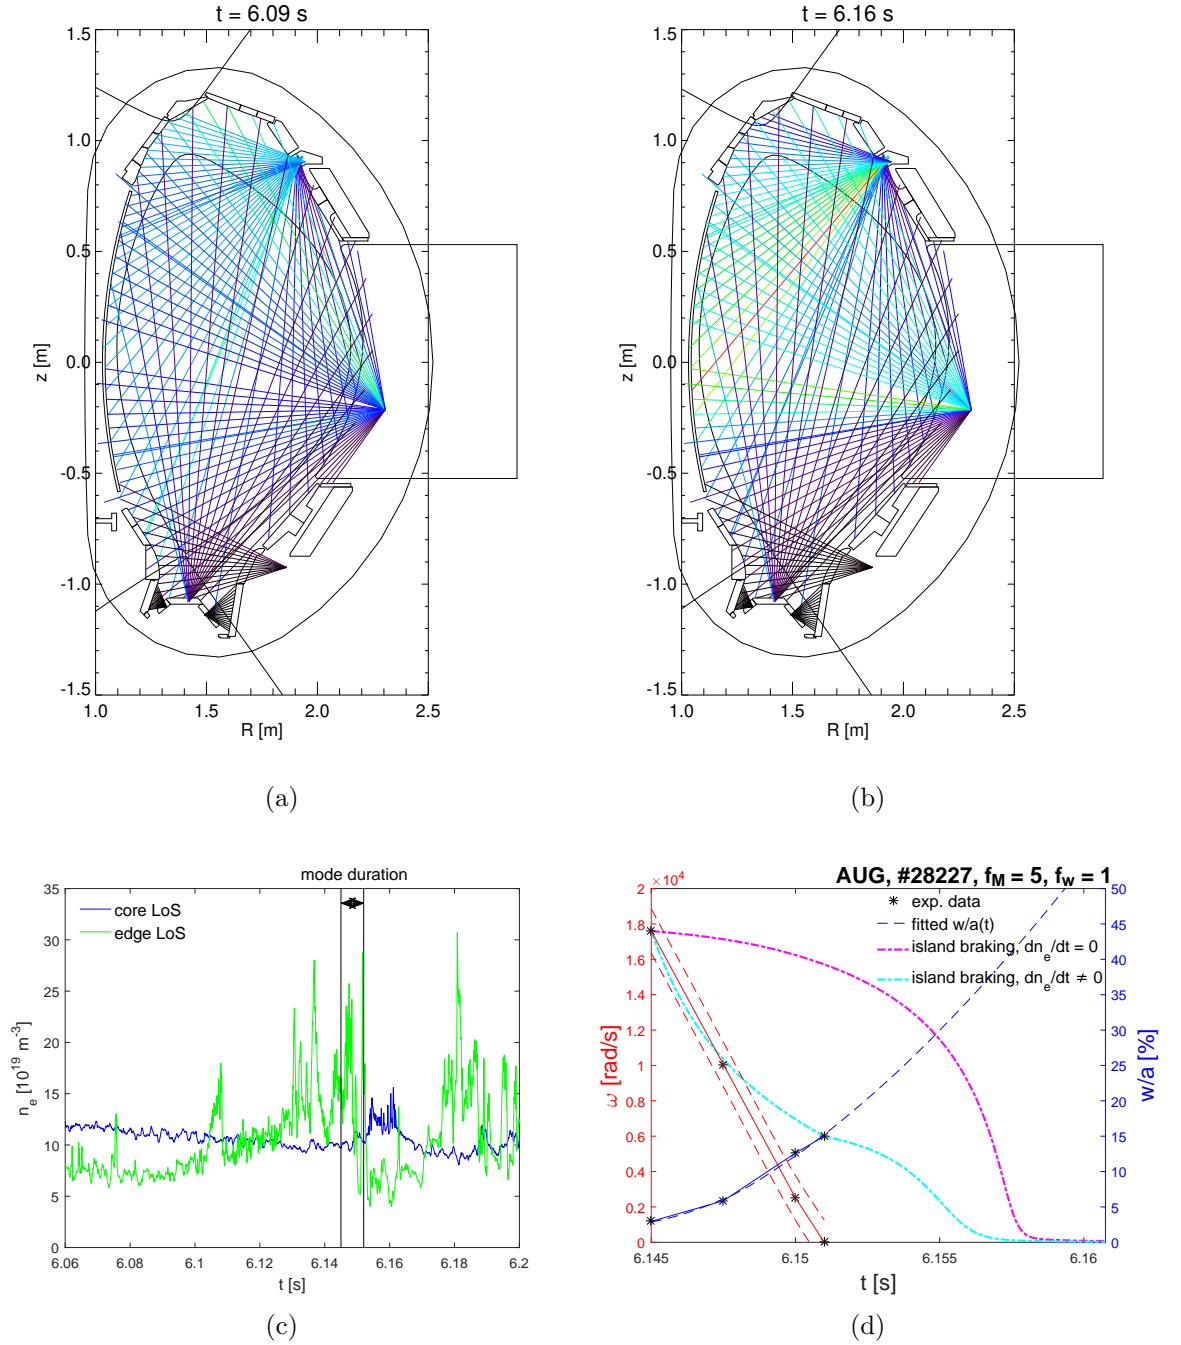 t = 6.09 s
1.5
1.0
0.5
0.0
-0.5
-1.0
-1.5
z [m]
1.0 1.5 2.0 2.5
R [m]
(a)
t = 6.16 s
1.5
1.0
0.5
0.0
-0.5
-1.0
-1.5
z [m]
1.0 1.5 2.0 2.5
R [m]
(b)
mode duration
35
30
25
20
15
10
5
0
n_e [10^19 m^-3]
core LoS
edge LoS
6.06 6.08 6.1 6.12 6.14 6.16 6.18 6.2
t [s]
(c)
AUG, #28227, f_M = 5, f_w = 1
× 10^4
2
1.8
1.6
1.4
1.2
1
0.8
0.6
0.4
0.2
0
ω [rad/s]
exp. data
fitted w/a(t)
island braking, dn_e/dt = 0
island braking, dn_e/dt ≠ 0
50
45
40
35
30
25
20
15
10
5
0
w/a [%]
6.145 6.15 6.155 6.16
t [s]
(d)